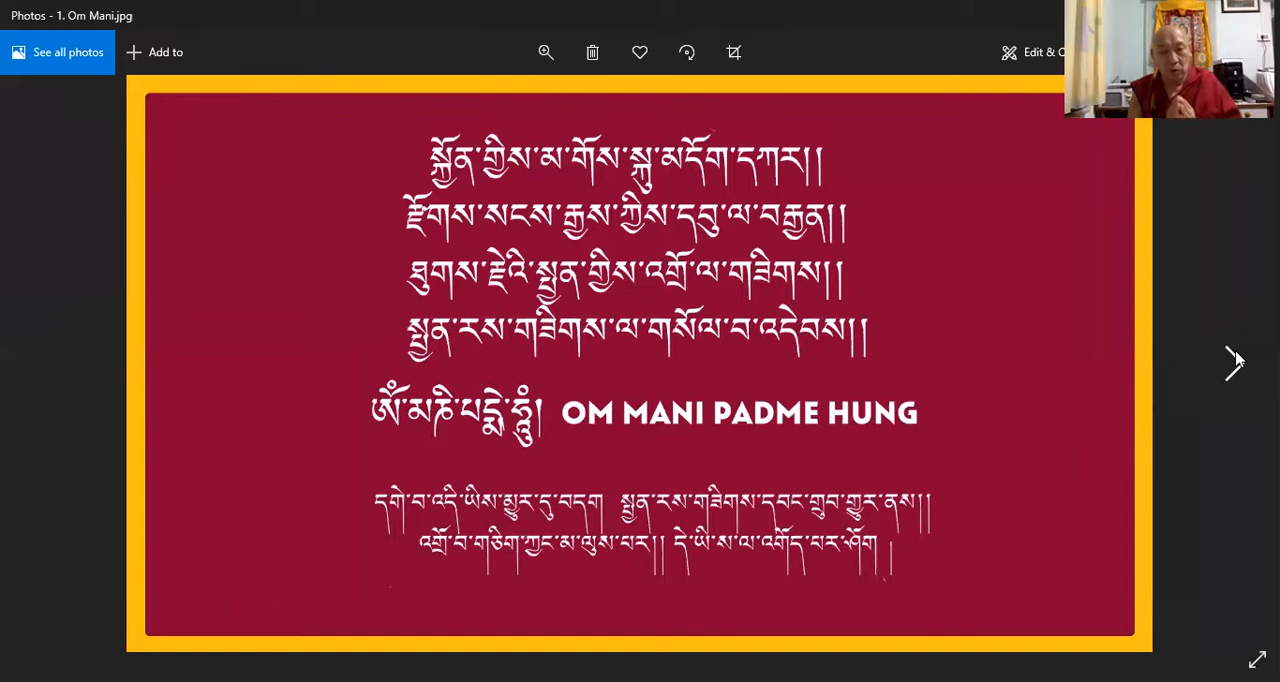 Photos - 1. Om Mani.jpg
See all photos
Add to
Edit & C
སྐྱོན་གྱིས་མ་གོས་སྐུ་མདོག་དཀར།།
རྫོགས་སངས་རྒྱས་ཀྱིས་དབུ་ལ་བརྒྱན།།
ཐུགས་རྗེའི་སྤྱན་གྱིས་འགྲོ་ལ་གཟིགས།།
སྤྱན་རས་གཟིགས་ལ་གསོལ་བ་འདེབས།།
ཨོཾ་མཎི་པདྨེ་ཧཱུྃ། OM MANI PADME HUNG
དགེ་བ་འདི་ཡིས་མྱུར་དུ་བདག སྤྱན་རས་གཟིགས་དབང་གྲུབ་གྱུར་ནས།།
འགྲོ་བ་གཅིག་ཀྱང་མ་ལུས་པར།། དེ་ཡི་ས་ལ་འགོད་པར་ཤོག །